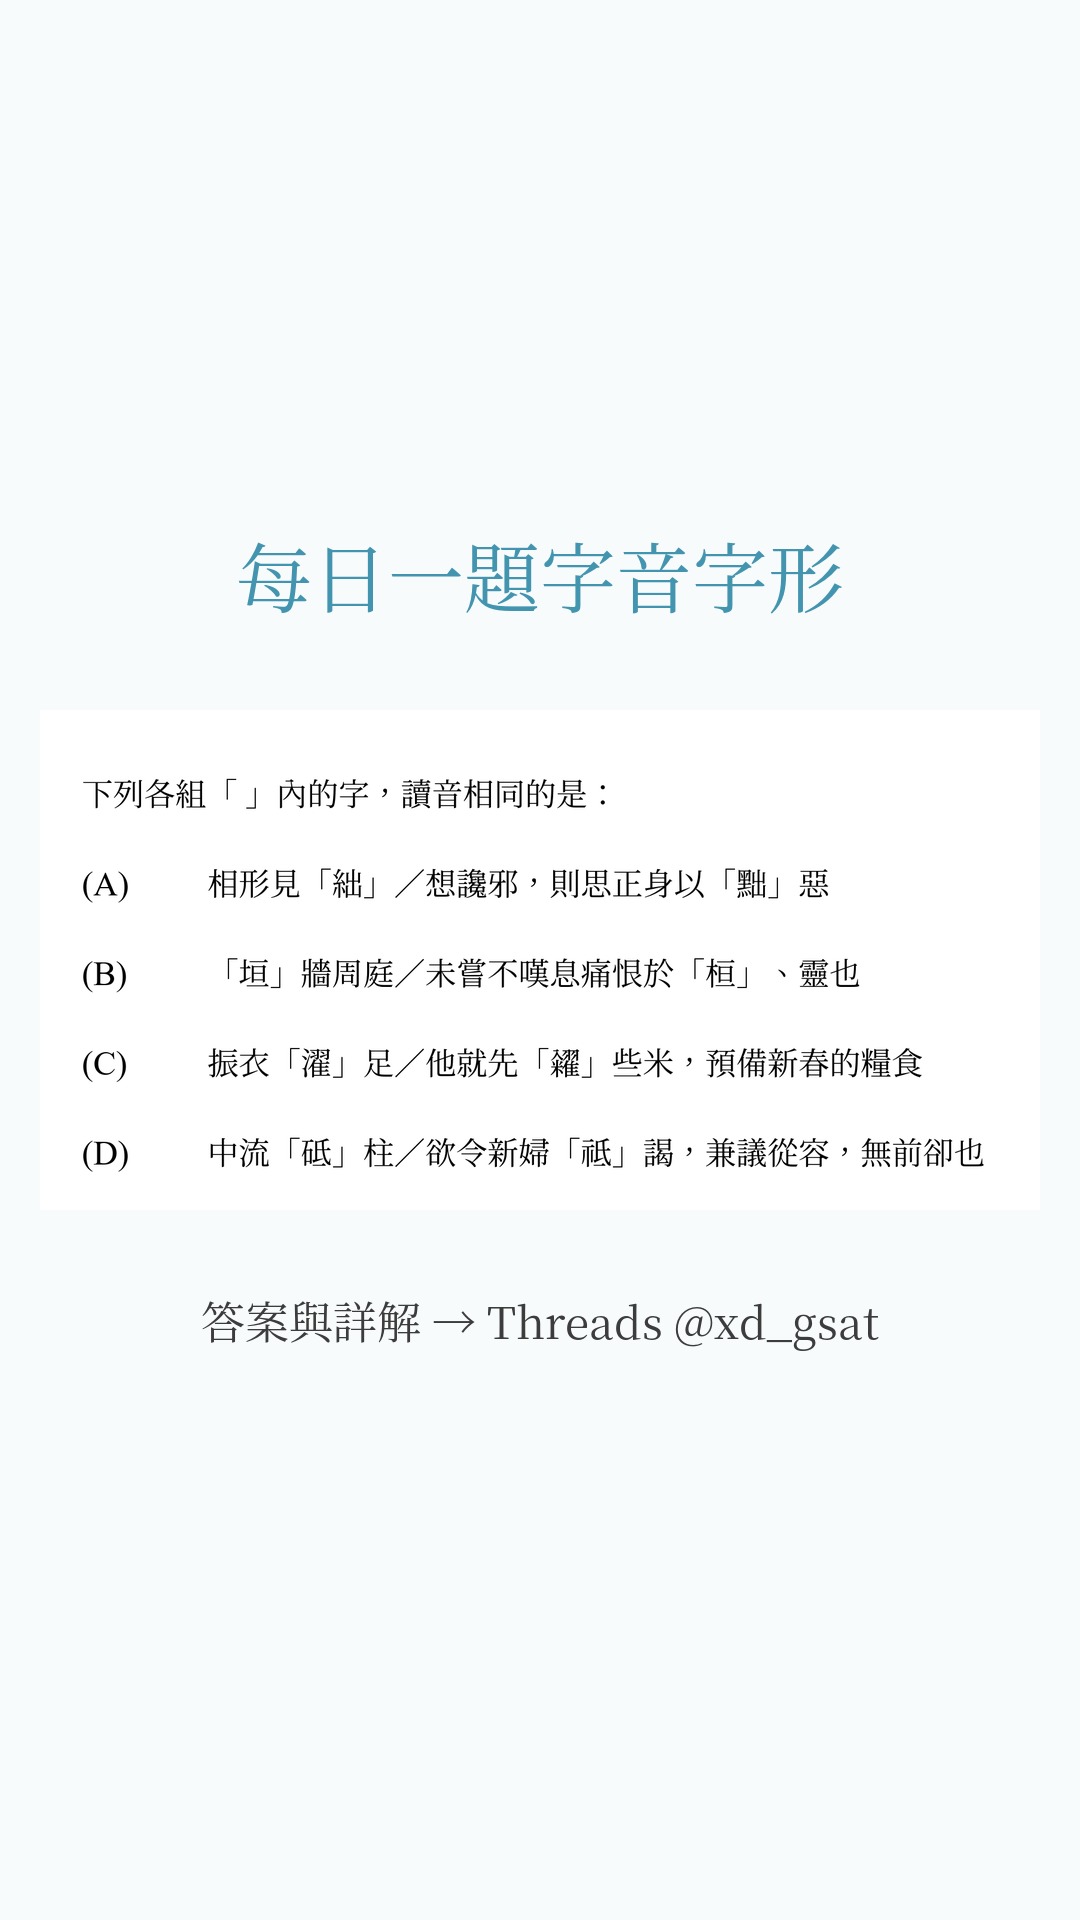 每日一題字音字形
下列各組「 」內的字，讀音相同的是：
(A) 相形見「絀」／想讒邪，則思正身以「黜」惡
(B) 「垣」牆周庭／未嘗不嘆息痛恨於「桓」、靈也
(C) 振衣「濯」足／他就先「糴」些米，預備新春的糧食
(D) 中流「砥」柱／欲令新婦「祗」謁，兼議從容，無前卻也
答案與詳解 → Threads @xd_gsat